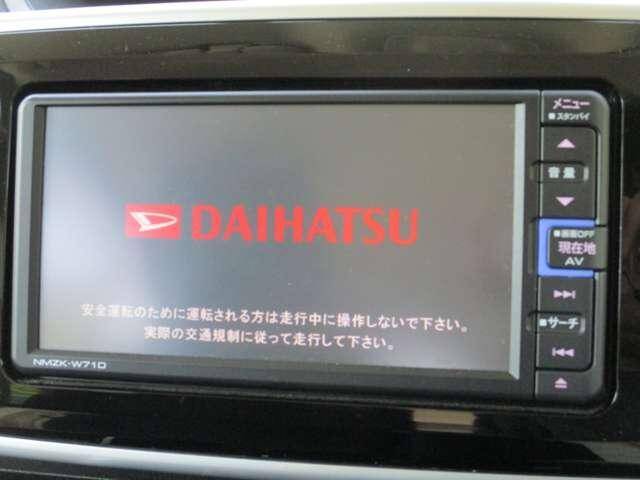 DAIHATSU
安全運転のために運転される方は走行中に操作しないで下さい。
実際の交通規制に従って走行して下さい。
NMZK-W71D
メニュー
■スタンバイ
音量
■画面OFF
現在地
AV
■サーチ